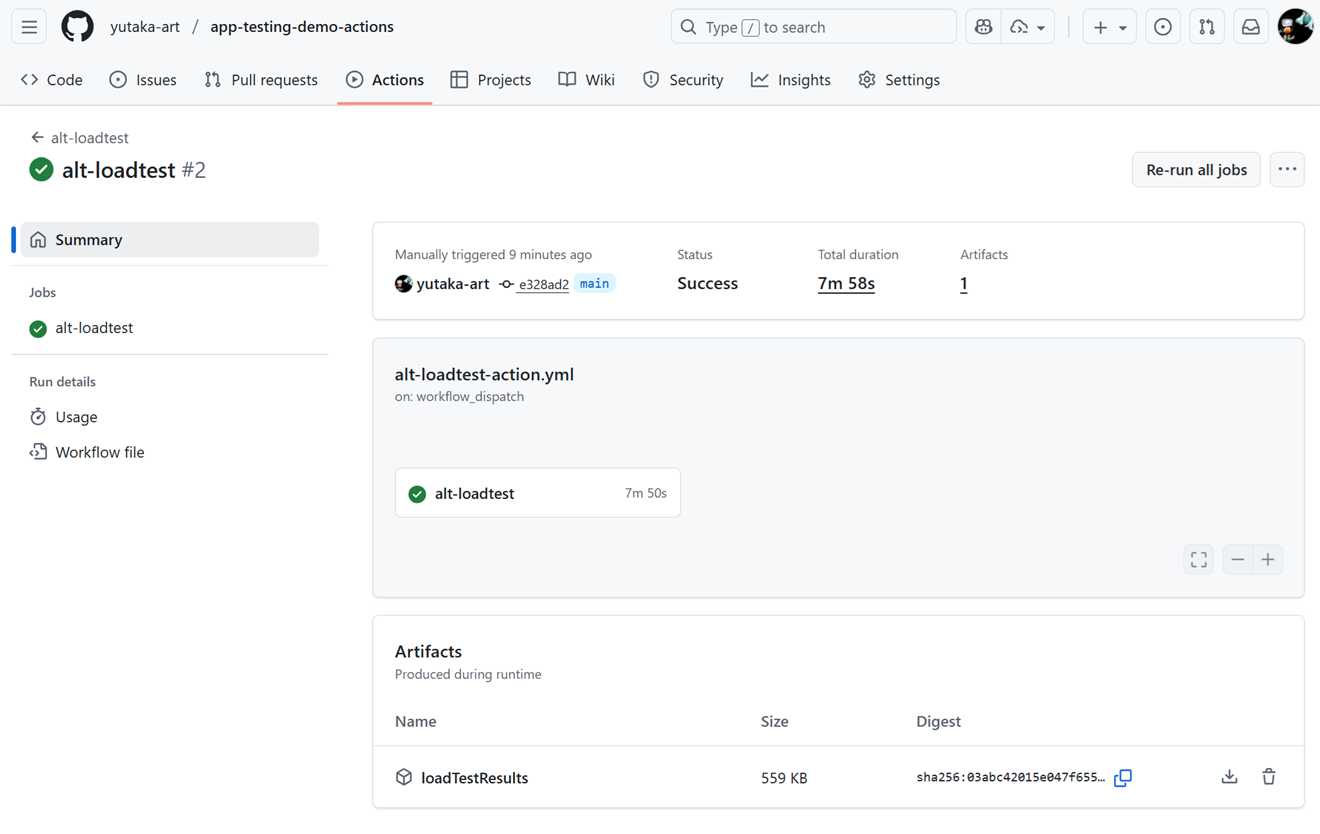 yutaka-art / app-testing-demo-actions
Type / to search
Code Issues Pull requests Actions Projects Wiki Security Insights Settings
alt-loadtest
alt-loadtest #2
Re-run all jobs
Summary
Jobs
alt-loadtest
Run details
Usage
Workflow file
Manually triggered 9 minutes ago Status Total duration Artifacts
yutaka-art e328ad2 main Success 7m 58s 1
alt-loadtest-action.yml
on: workflow_dispatch
alt-loadtest 7m 50s
Artifacts
Produced during runtime
Name Size Digest
loadTestResults 559 KB sha256:03abc42015e047f655…